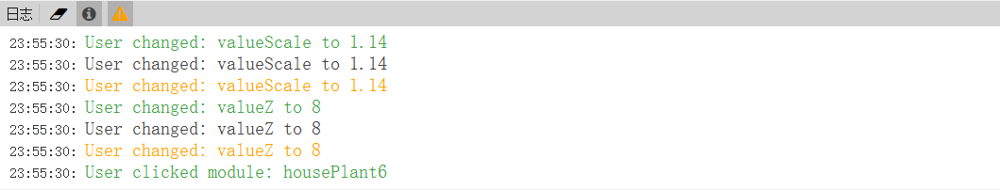 日志
23:55:30: User changed: valueScale to 1.14
23:55:30: User changed: valueScale to 1.14
23:55:30: User changed: valueScale to 1.14
23:55:30: User changed: valueZ to 8
23:55:30: User changed: valueZ to 8
23:55:30: User changed: valueZ to 8
23:55:30: User clicked module: housePlant6